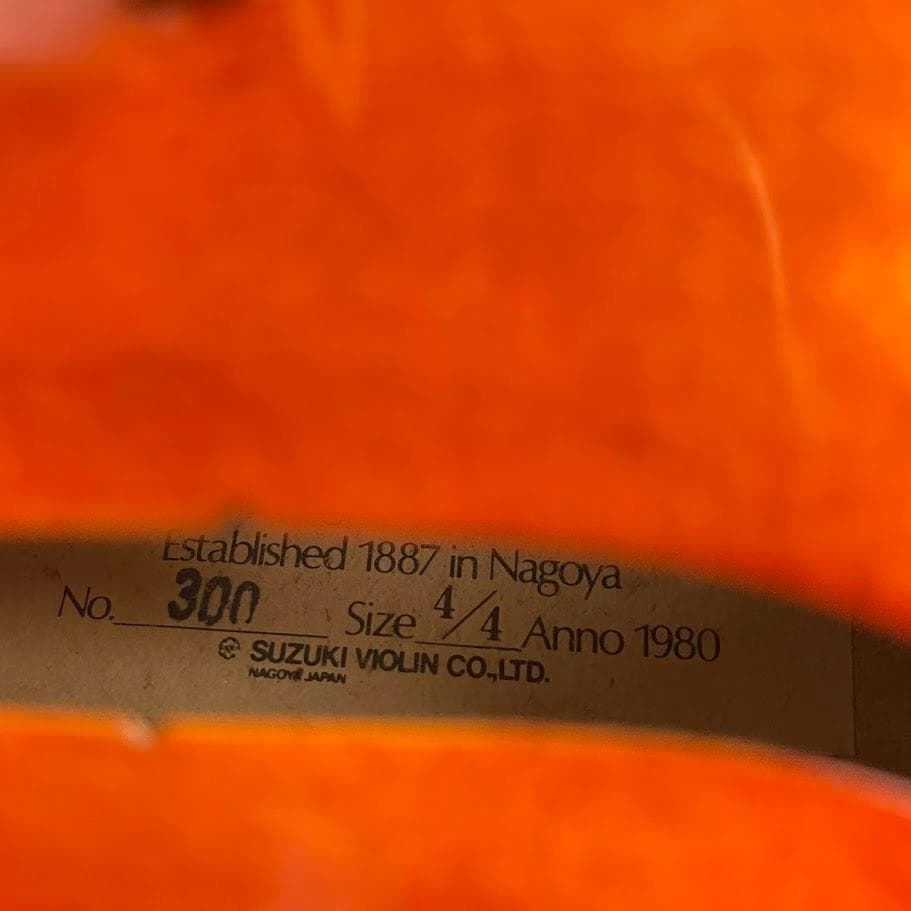 Established 1887 in Nagoya
No. 300 Size 4/4 Anno 1980
SUZUKI VIOLIN CO.,LTD.
NAGOYA JAPAN